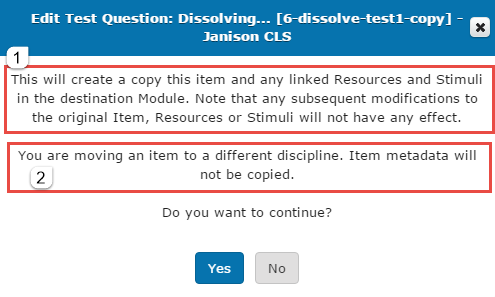 Edit Test Question: Dissolving... [6-dissolve-test1-copy] -
Janison CLS
1
This will create a copy this item and any linked Resources and Stimuli
in the destination Module. Note that any subsequent modifications to
the original Item, Resources or Stimuli will not have any effect.
You are moving an item to a different discipline. Item metadata will
2
not be copied.
Do you want to continue?
Yes No